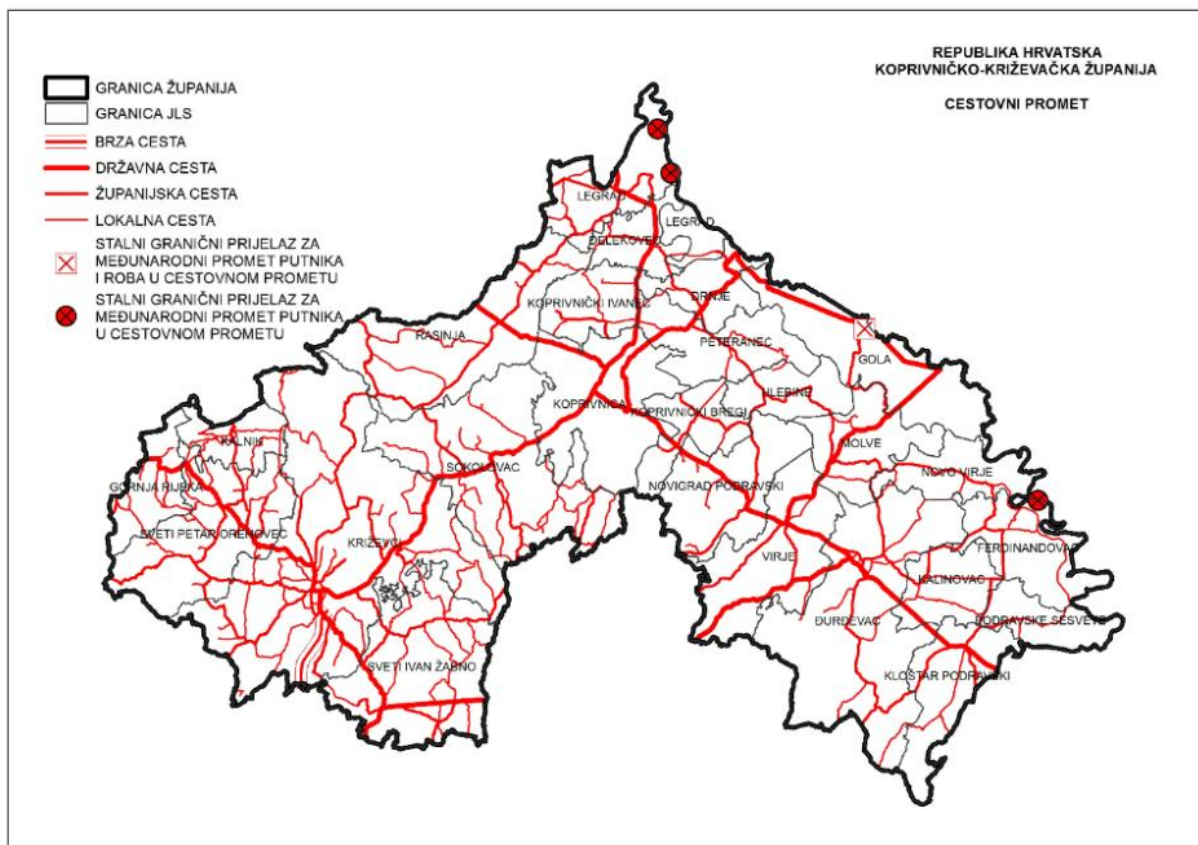 REPUBLIKA HRVATSKA
KOPRIVNIČKO-KRIŽEVAČKA ŽUPANIJA
CESTOVNI PROMET
GRANICA ŽUPANIJA
GRANICA JLS
BRZA CESTA
DRŽAVNA CESTA
ŽUPANIJSKA CESTA
LOKALNA CESTA
STALNI GRANIČNI PRIJELAZ ZA
MEĐUNARODNI PROMET PUTNIKA
I ROBA U CESTOVNOM PROMETU
STALNI GRANIČNI PRIJELAZ ZA
MEĐUNARODNI PROMET PUTNIKA
U CESTOVNOM PROMETU
LEGRAD
LEGRAD
ĐELEKOVEC
DRNJE
KOPRIVNIČKI IVANEC
RASINJA
PETERANEC
GOLA
HLEBINE
KOPRIVNICA
KOPRIVNIČKI BREGI
KALNIK
MOLVE
SOKOLOVAC
NOVO VIRJE
GORNJA RIJEKA
NOVIGRAD PODRAVSKI
SVETI PETAR OREHOVEC
KRIŽEVCI
FERDINANDOVAC
VIRJE
KALINOVAC
ĐURĐEVAC
PODRAVSKE SESVETE
SVETI IVAN ŽABNO
KLOŠTAR PODRAVSKI